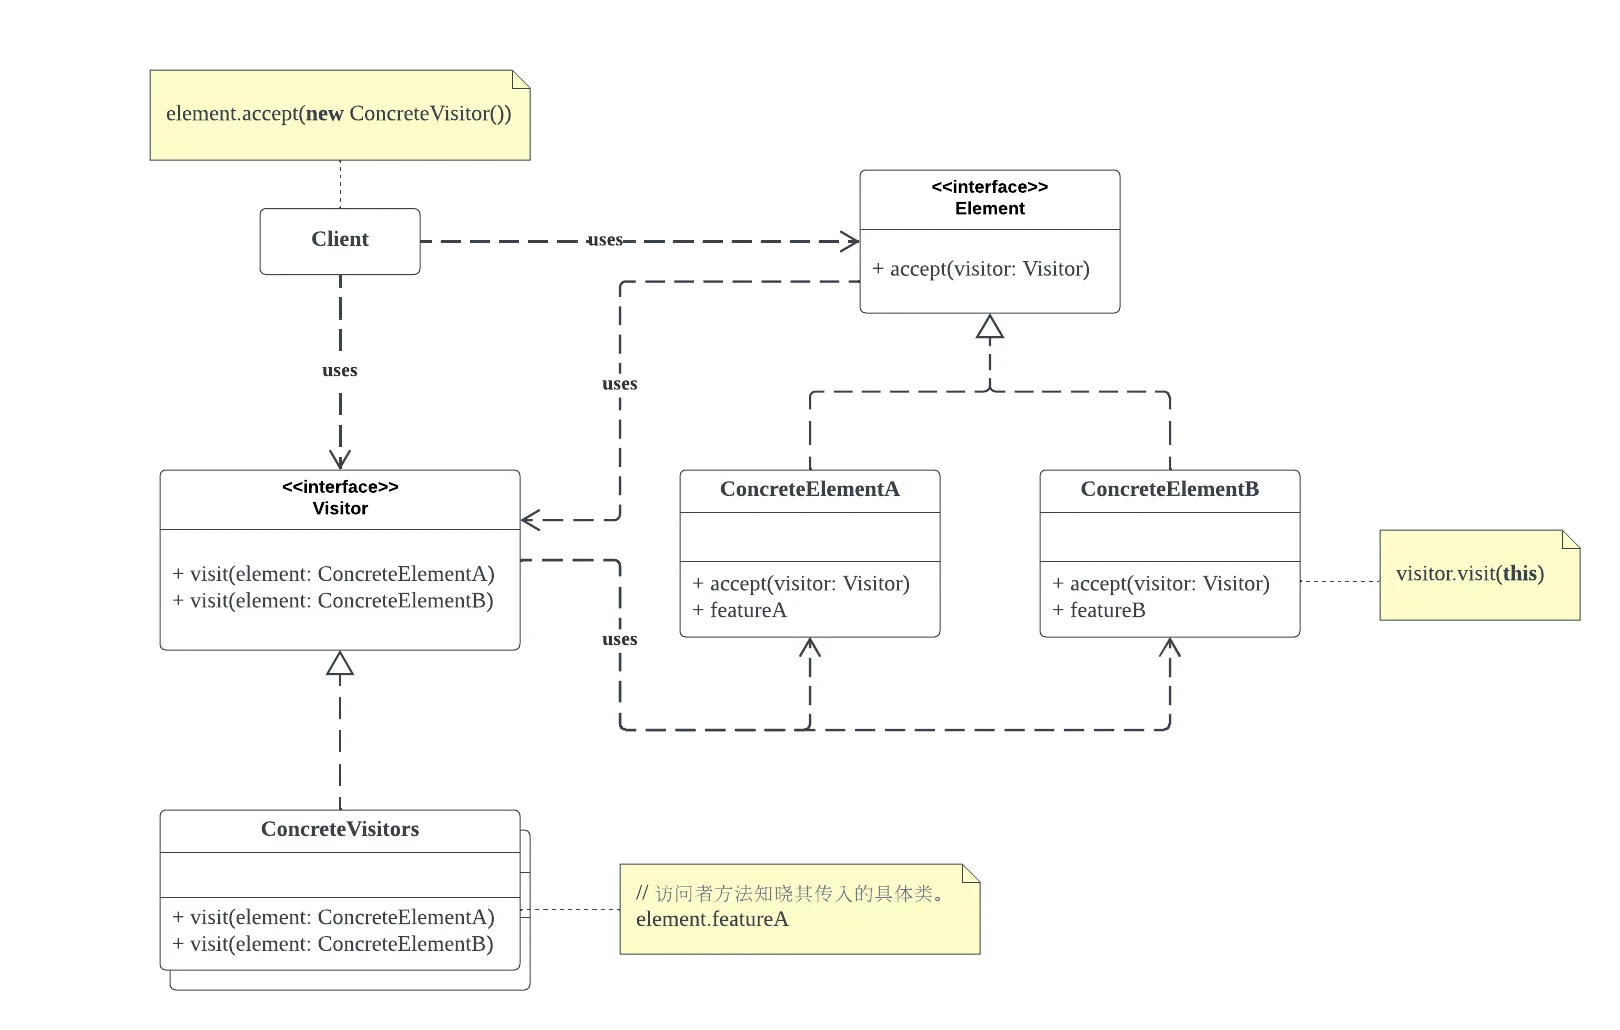 element.accept(new ConcreteVisitor())
Client
uses
<<interface>>
Element
+ accept(visitor: Visitor)
uses
uses
<<interface>>
Visitor
+ visit(element: ConcreteElementA)
+ visit(element: ConcreteElementB)
ConcreteElementA
+ accept(visitor: Visitor)
+ featureA
ConcreteElementB
+ accept(visitor: Visitor)
+ featureB
visitor.visit(this)
uses
ConcreteVisitors
+ visit(element: ConcreteElementA)
+ visit(element: ConcreteElementB)
// 访问者方法知晓其传入的具体类。
element.featureA